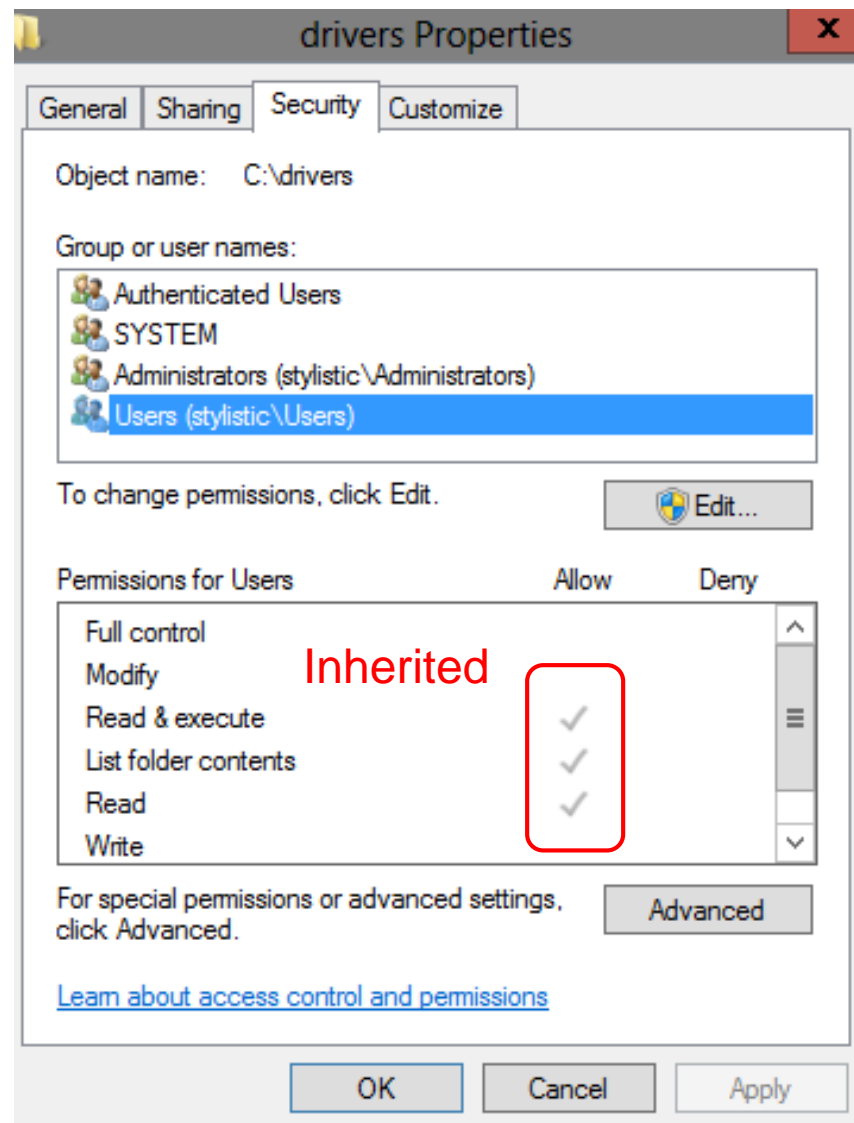 drivers Properties
x
General Sharing Security Customize
Object name: C:\drivers
Group or user names:
Authenticated Users
SYSTEM
Administrators (stylistic\Administrators)
Users (stylistic\Users)
To change permissions, click Edit.
Edit...
Permissions for Users Allow Deny
Full control
Inherited
Modify
Read & execute
List folder contents
Read
Write
For special permissions or advanced settings,
click Advanced.
Advanced
Learn about access control and permissions
OK Cancel Apply